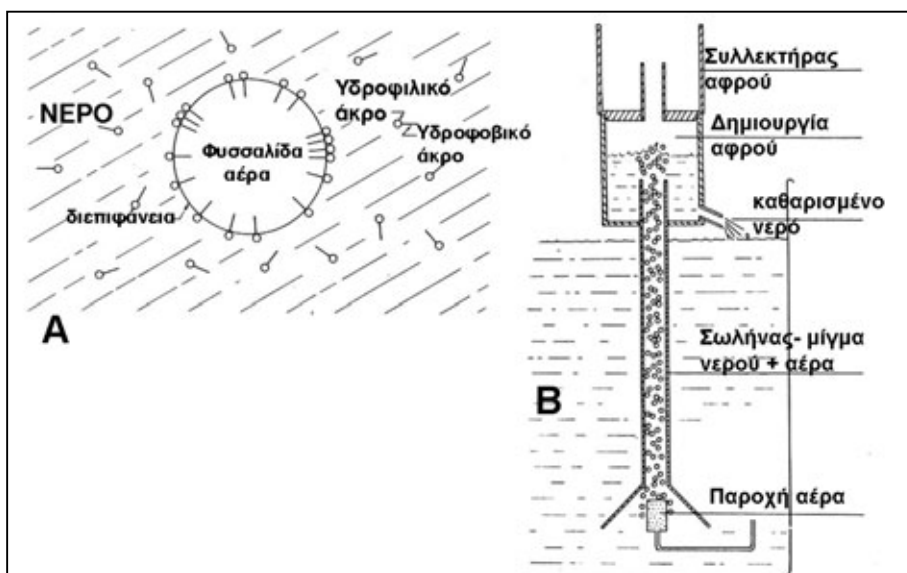 ΝΕΡΟ
Υδροφιλικό
άκρο
Υδροφοβικό
άκρο
Φυσσαλίδα
αέρα
διεπιφάνεια
Α
Συλλεκτήρας
αφρού
Δημιουργία
αφρού
καθαρισμένο
νερό
Σωλήνας- μίγμα
νερού + αέρα
Β
Παροχή αέρα